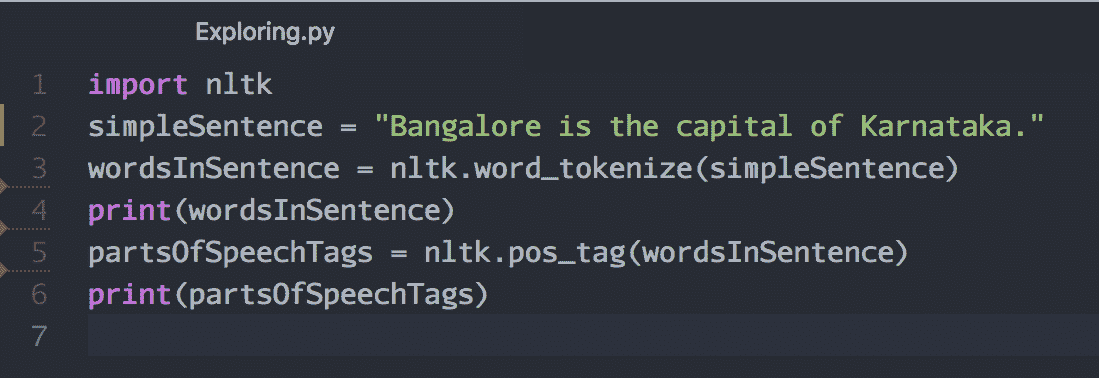 Exploring.py
1 import nltk
2 simpleSentence = "Bangalore is the capital of Karnataka."
3 wordsInSentence = nltk.word_tokenize(simpleSentence)
4 print(wordsInSentence)
5 partsOfSpeechTags = nltk.pos_tag(wordsInSentence)
6 print(partsOfSpeechTags)
7